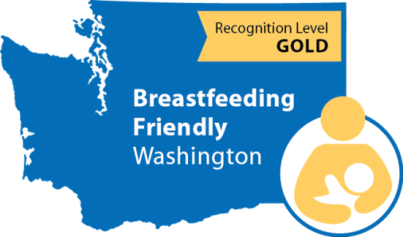 Recognition Level
GOLD
Breastfeeding
Friendly
Washington